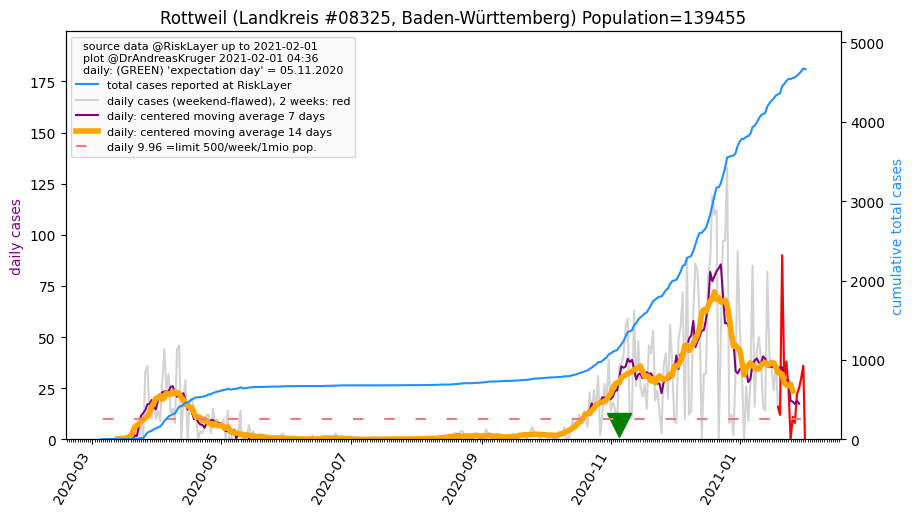 Rottweil (Landkreis #08325, Baden-Württemberg) Population=139455
source data @RiskLayer up to 2021-02-01
plot @DrAndreasKruger 2021-02-01 04:36
daily: (GREEN) 'expectation day' = 05.11.2020
total cases reported at RiskLayer
daily cases (weekend-flawed), 2 weeks: red
daily: centered moving average 7 days
daily: centered moving average 14 days
daily 9.96 =limit 500/week/1mio pop.
daily cases
175
150
125
100
75
50
25
0
cumulative total cases
5000
4000
3000
2000
1000
0
2020-03
2020-05
2020-07
2020-09
2020-11
2021-01